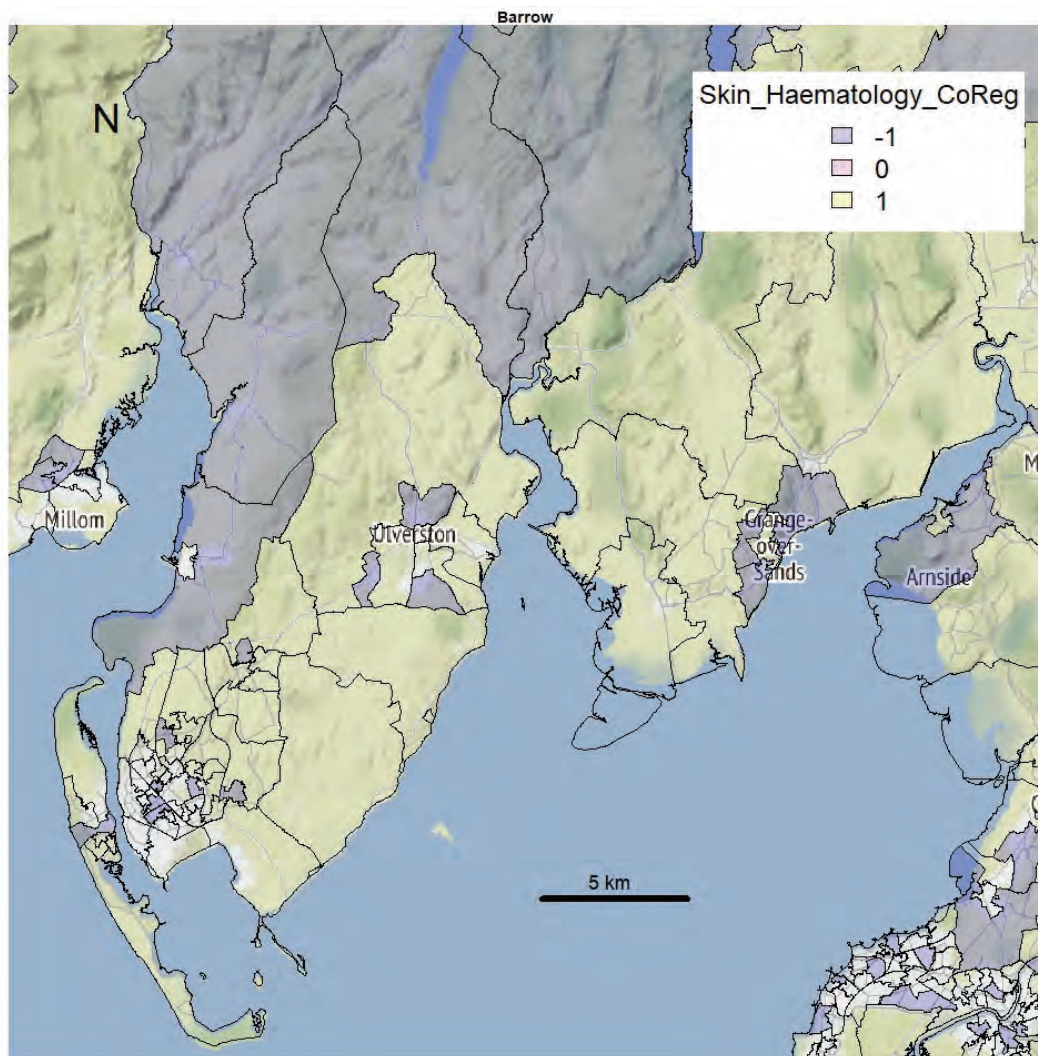 Barrow
N
Skin_Haematology_CoReg
-1
0
1
Millom
Ulverston
Grange-
over-
Sands
Arnside
M
5 km